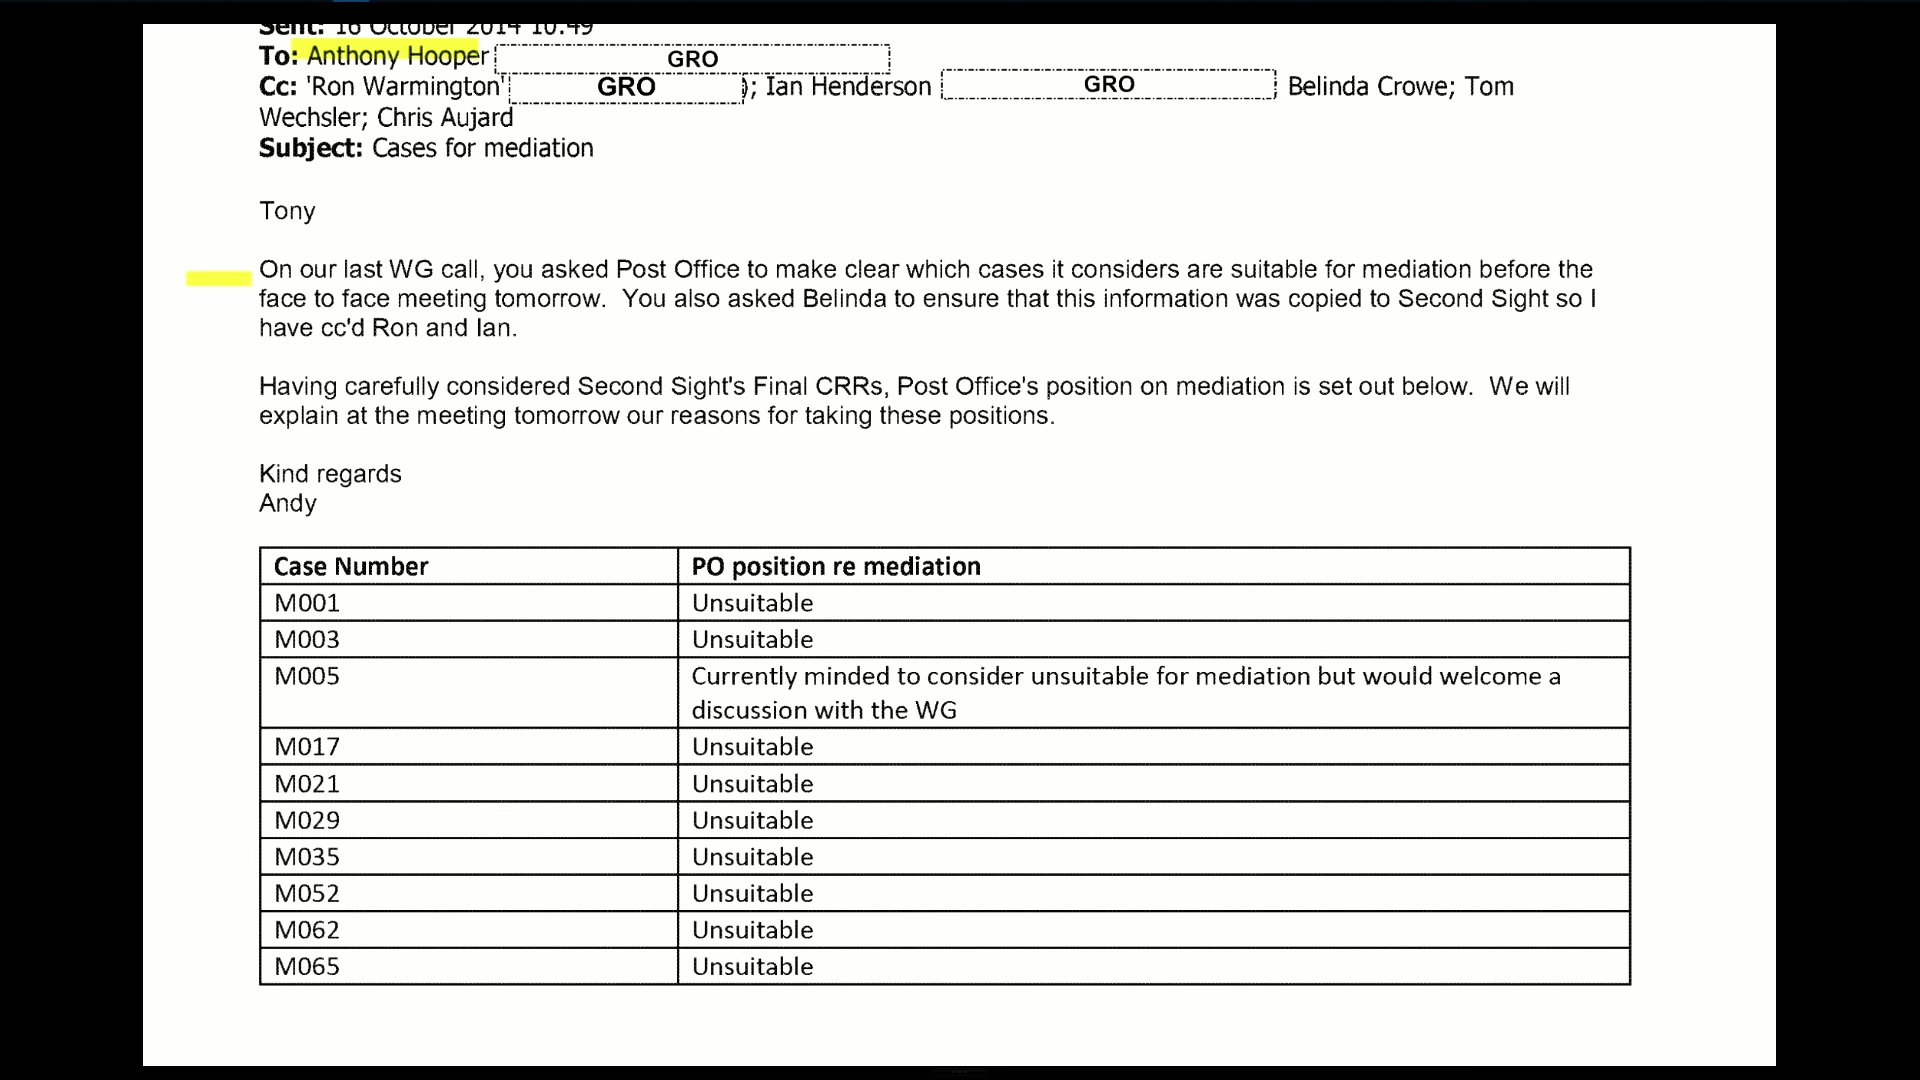 Sent: 16 October 2014 10:49
To: Anthony Hooper GRO
Cc: 'Ron Warmington' GRO ); Ian Henderson GRO Belinda Crowe; Tom
Wechsler; Chris Aujard
Subject: Cases for mediation
Tony
On our last WG call, you asked Post Office to make clear which cases it considers are suitable for mediation before the
face to face meeting tomorrow. You also asked Belinda to ensure that this information was copied to Second Sight so I
have cc'd Ron and Ian.
Having carefully considered Second Sight's Final CRRs, Post Office's position on mediation is set out below. We will
explain at the meeting tomorrow our reasons for taking these positions.
Kind regards
Andy
Case Number PO position re mediation
M001 Unsuitable
M003 Unsuitable
M005 Currently minded to consider unsuitable for mediation but would welcome a
discussion with the WG
M017 Unsuitable
M021 Unsuitable
M029 Unsuitable
M035 Unsuitable
M052 Unsuitable
M062 Unsuitable
M065 Unsuitable